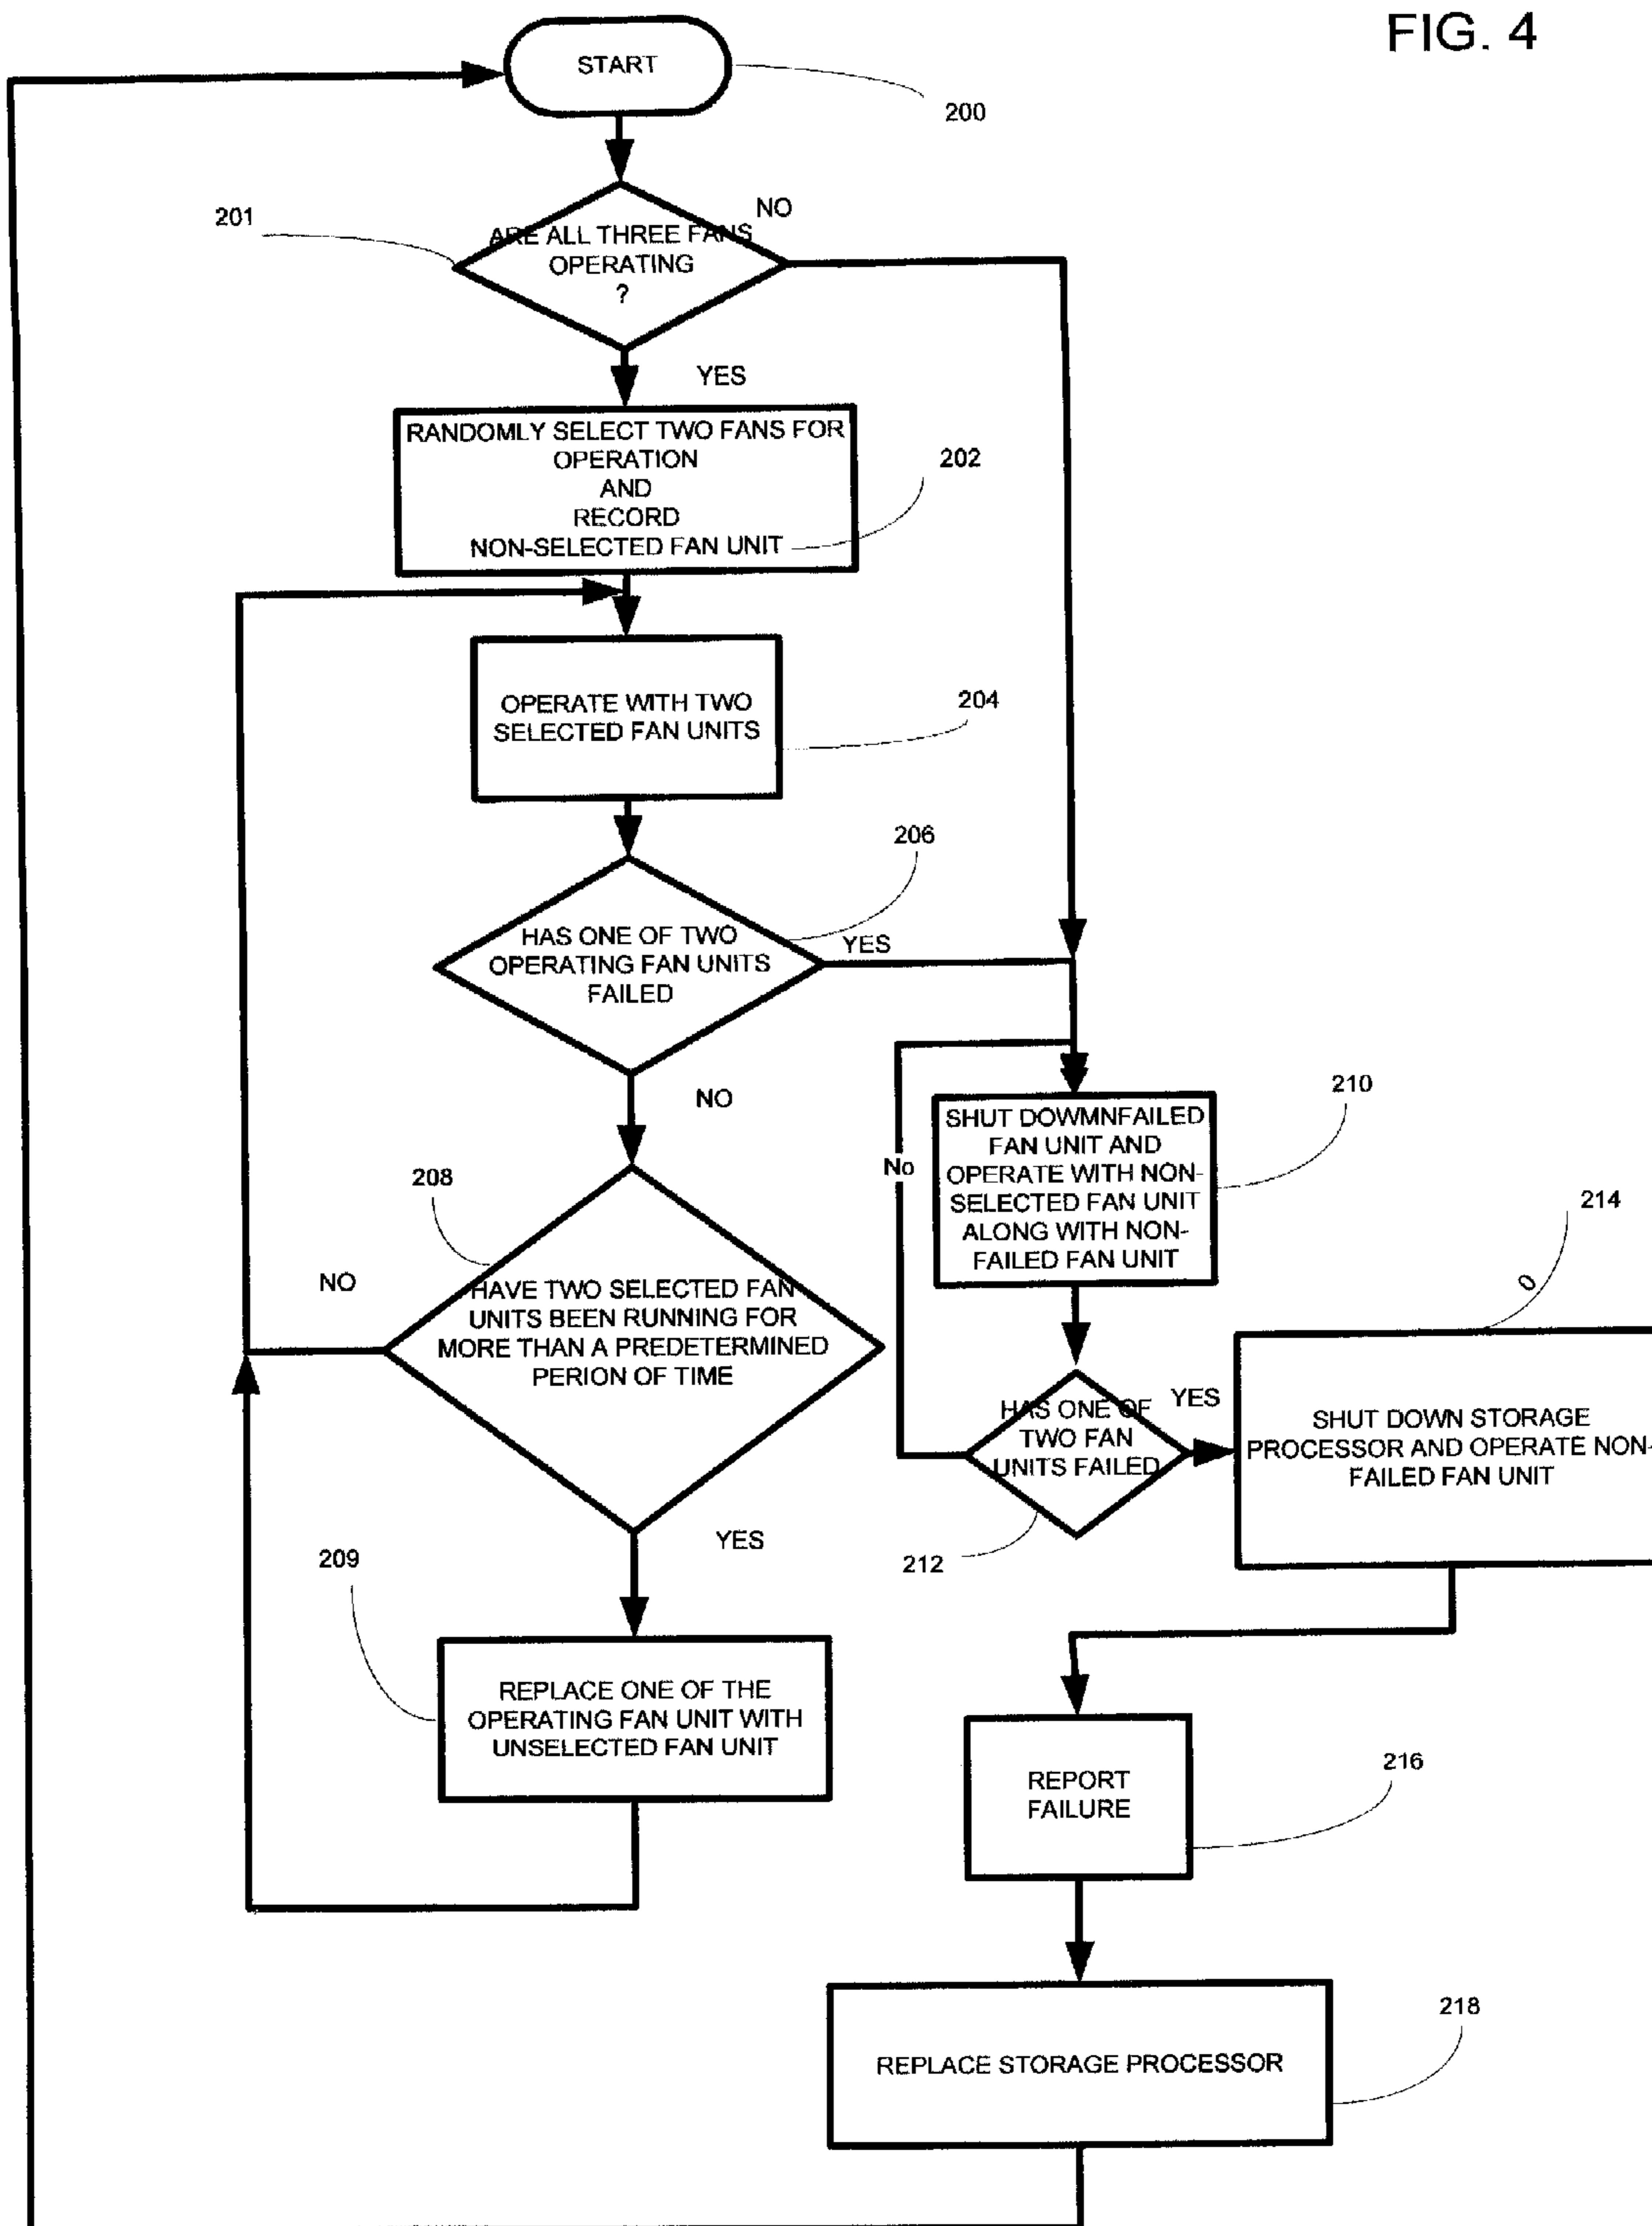 FIG. 4
START
200
201
NO
ARE ALL THREE FANS
OPERATING
?
YES
RANDOMLY SELECT TWO FANS FOR
OPERATION
AND
RECORD
NON-SELECTED FAN UNIT
202
OPERATE WITH TWO
SELECTED FAN UNITS
204
206
HAS ONE OF TWO
OPERATING FAN UNITS
FAILED
YES
NO
210
SHUT DOWMNFAILED
FAN UNIT AND
OPERATE WITH NON-
SELECTED FAN UNIT
ALONG WITH NON-
FAILED FAN UNIT
No
208
NO
HAVE TWO SELECTED FAN
UNITS BEEN RUNNING FOR
MORE THAN A PREDETERMINED
PERION OF TIME
YES
214
0
HAS ONE OF
TWO FAN
UNITS FAILED
YES
212
SHUT DOWN STORAGE
PROCESSOR AND OPERATE NON-
FAILED FAN UNIT
209
REPLACE ONE OF THE
OPERATING FAN UNIT WITH
UNSELECTED FAN UNIT
REPORT
FAILURE
216
218
REPLACE STORAGE PROCESSOR